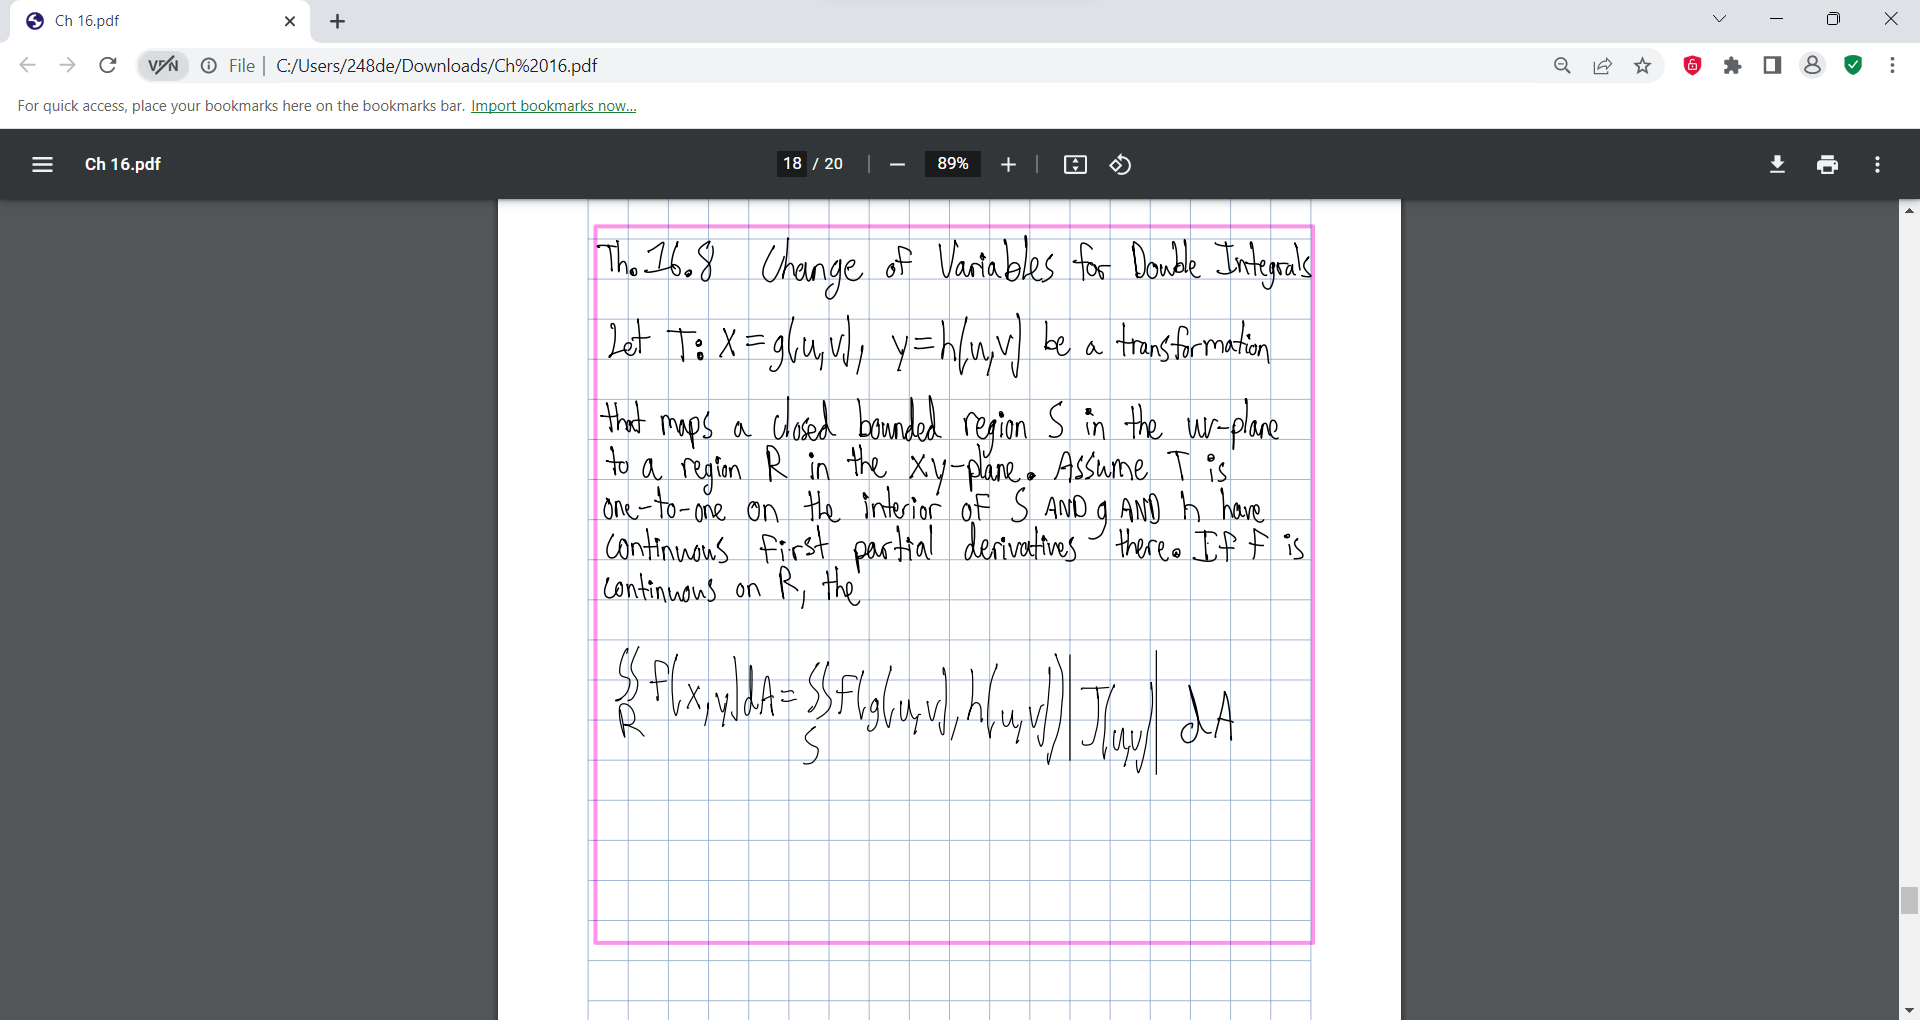 Ch 16.pdf
VPN File C:/Users/248de/Downloads/Ch%2016.pdf
For quick access, place your bookmarks here on the bookmarks bar. Import bookmarks now...
Ch 16.pdf 18 / 20 89%
Th. 16.8 Change of Variables for Double Integrals
Let T: x=g(u,v), y=h(u,v) be a transformation
that maps a closed bounded region S in the uv-plane
to a region R in the xy-plane. Assume T is
one-to-one on the interior of S AND g AND h have
continuous first partial derivatives there. If f is
continuous on R, the
∬ f(x,y)dA = ∬ f(g(u,v), h(u,v)) |J(u,v)| dA
R S